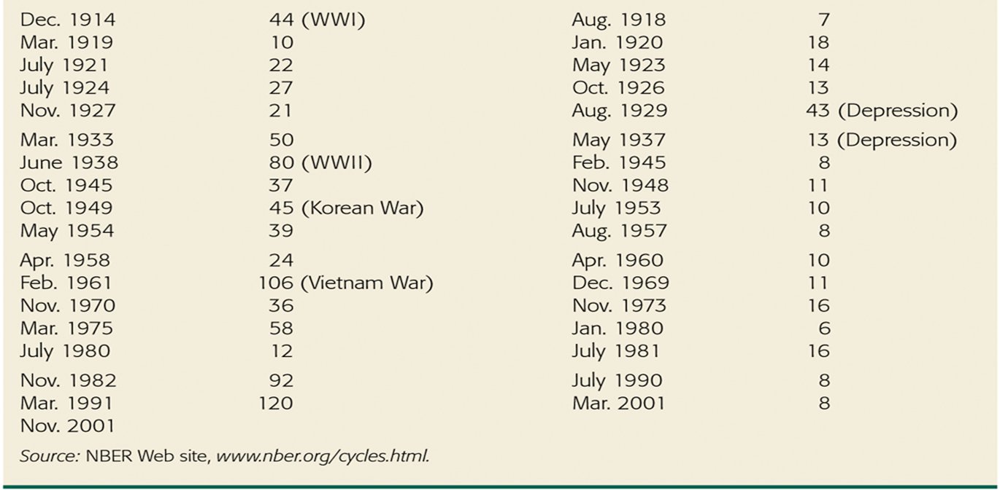 Dec. 1914 44 (WWI) Aug. 1918 7
Mar. 1919 10 Jan. 1920 18
July 1921 22 May 1923 14
July 1924 27 Oct. 1926 13
Nov. 1927 21 Aug. 1929 43 (Depression)
Mar. 1933 50 May 1937 13 (Depression)
June 1938 80 (WWII) Feb. 1945 8
Oct. 1945 37 Nov. 1948 11
Oct. 1949 45 (Korean War) July 1953 10
May 1954 39 Aug. 1957 8
Apr. 1958 24 Apr. 1960 10
Feb. 1961 106 (Vietnam War) Dec. 1969 11
Nov. 1970 36 Nov. 1973 16
Mar. 1975 58 Jan. 1980 6
July 1980 12 July 1981 16
Nov. 1982 92 July 1990 8
Mar. 1991 120 Mar. 2001 8
Nov. 2001
Source: NBER Web site, www.nber.org/cycles.html.